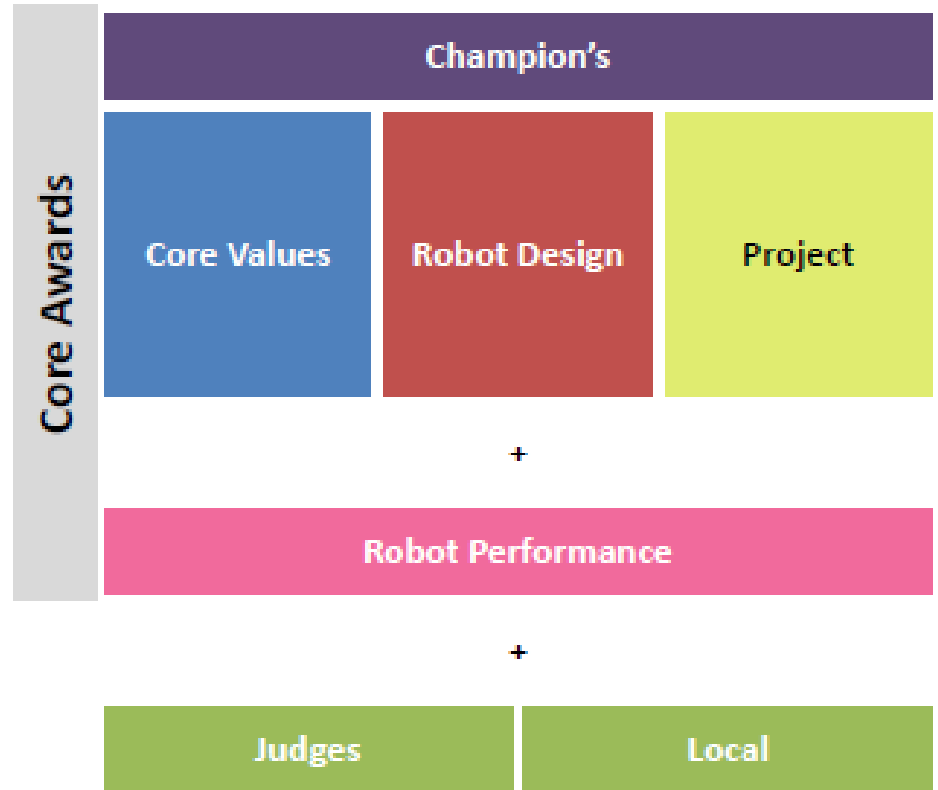 Core Awards
Champion's
Core Values
Robot Design
Project
+
Robot Performance
+
Judges
Local